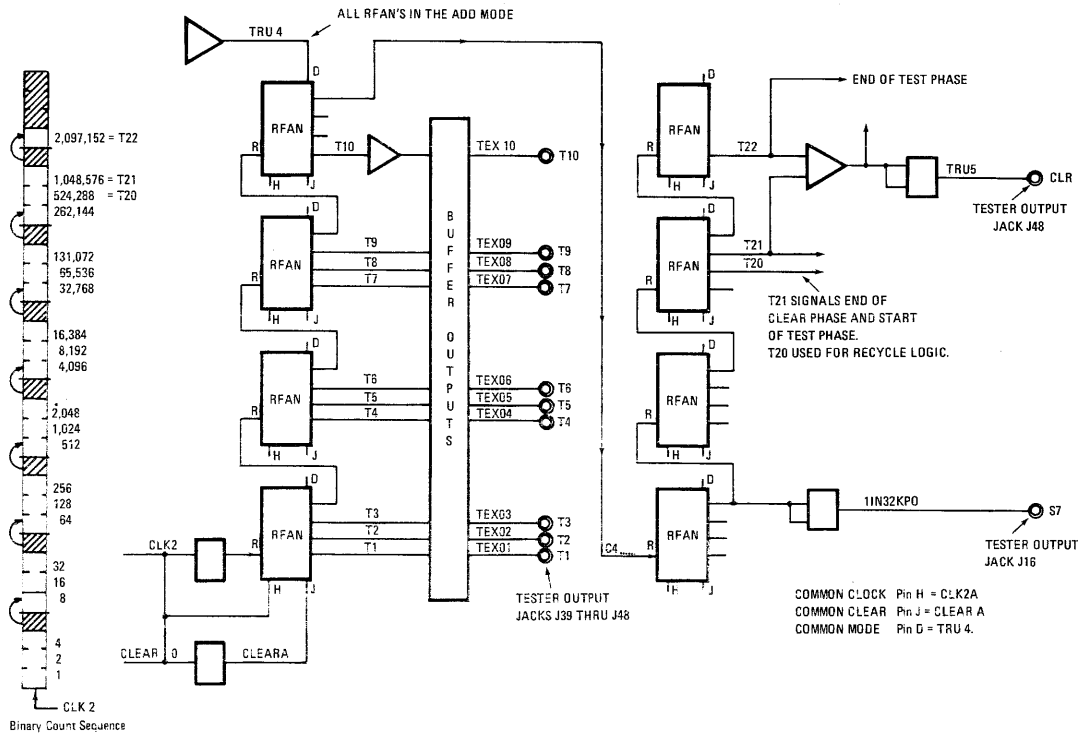 ALL RFAN'S IN THE ADD MODE
TRU 4
D
RFAN
R
T10
H
J
TEX 10
T10
D
RFAN
R
T9
T8
T7
H
J
TEX09
TEX08
TEX07
T9
T8
T7
D
RFAN
R
T6
T5
T4
H
J
TEX06
TEX05
TEX04
T6
T5
T4
D
RFAN
R
T3
T2
T1
H
J
TEX03
TEX02
TEX01
T3
T2
T1
BUFFER OUTPUTS
TESTER OUTPUT
JACKS J39 THRU J48
CLK2
CLEAR 0
CLEARA
2,097,152 = T22
1,048,576 = T21
524,288 = T20
262,144
131,072
65,536
32,768
16,384
8,192
4,096
2,048
1,024
512
256
128
64
32
16
8
4
2
1
CLK 2
Binary Count Sequence
D
RFAN
R
T22
H
J
END OF TEST PHASE
TRU5
CLR
TESTER OUTPUT
JACK J48
D
RFAN
R
T21
T20
H
J
T21 SIGNALS END OF
CLEAR PHASE AND START
OF TEST PHASE.
T20 USED FOR RECYCLE LOGIC.
D
RFAN
R
H
J
D
RFAN
C4
R
H
J
1IN32KPO
S7
TESTER OUTPUT
JACK J16
COMMON CLOCK Pin H = CLK2A
COMMON CLEAR Pin J = CLEAR A
COMMON MODE Pin D = TRU 4.